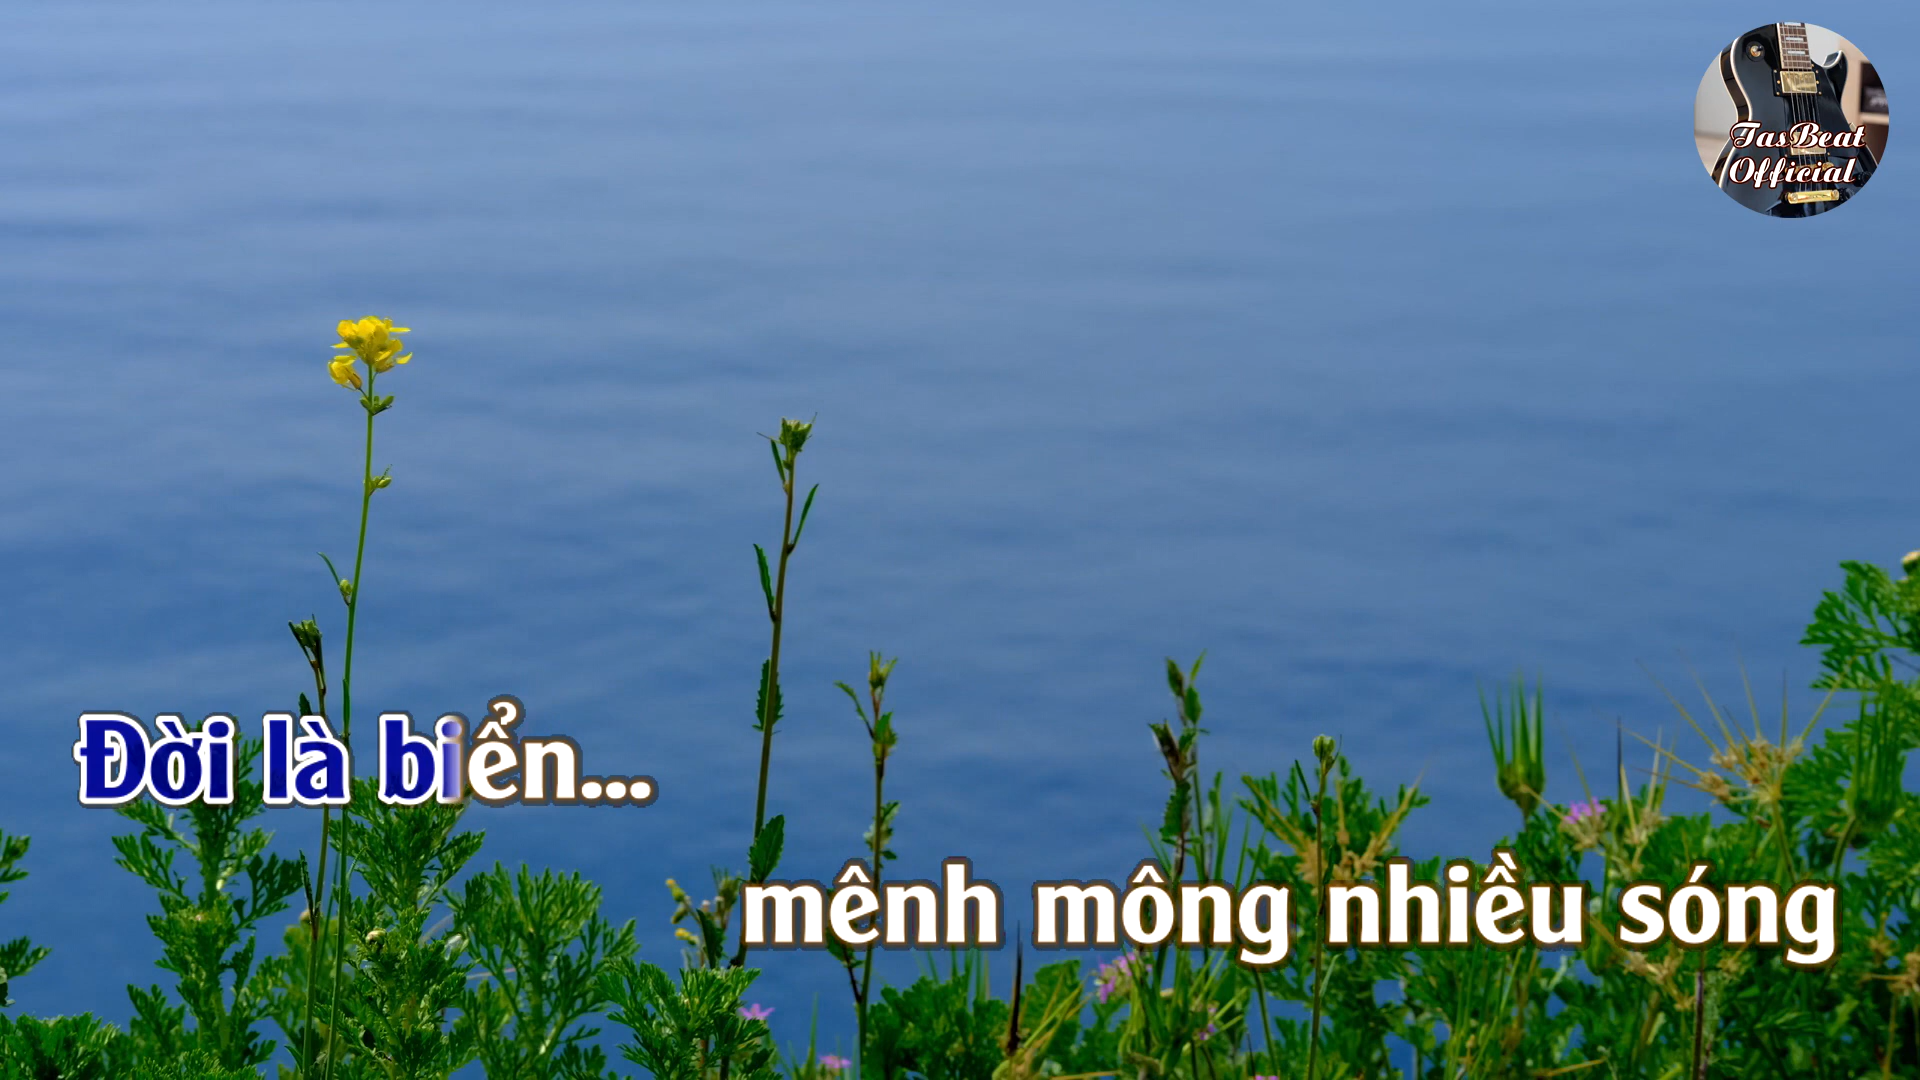 TasBeat
Official
Đời là biển...
mênh mông nhiều sóng